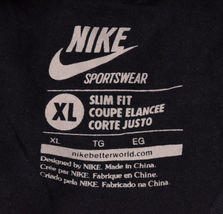 NIKE
SPORTSWEAR
XL
SLIM FIT
COUPE ELANCEE
CORTE JUSTO
XL TG EG
nikebetterworld.com
Designed by NIKE. Made in China.
Crée par NIKE. Fabrique en Chine.
Criado pela NIKE. Fabricado na China.